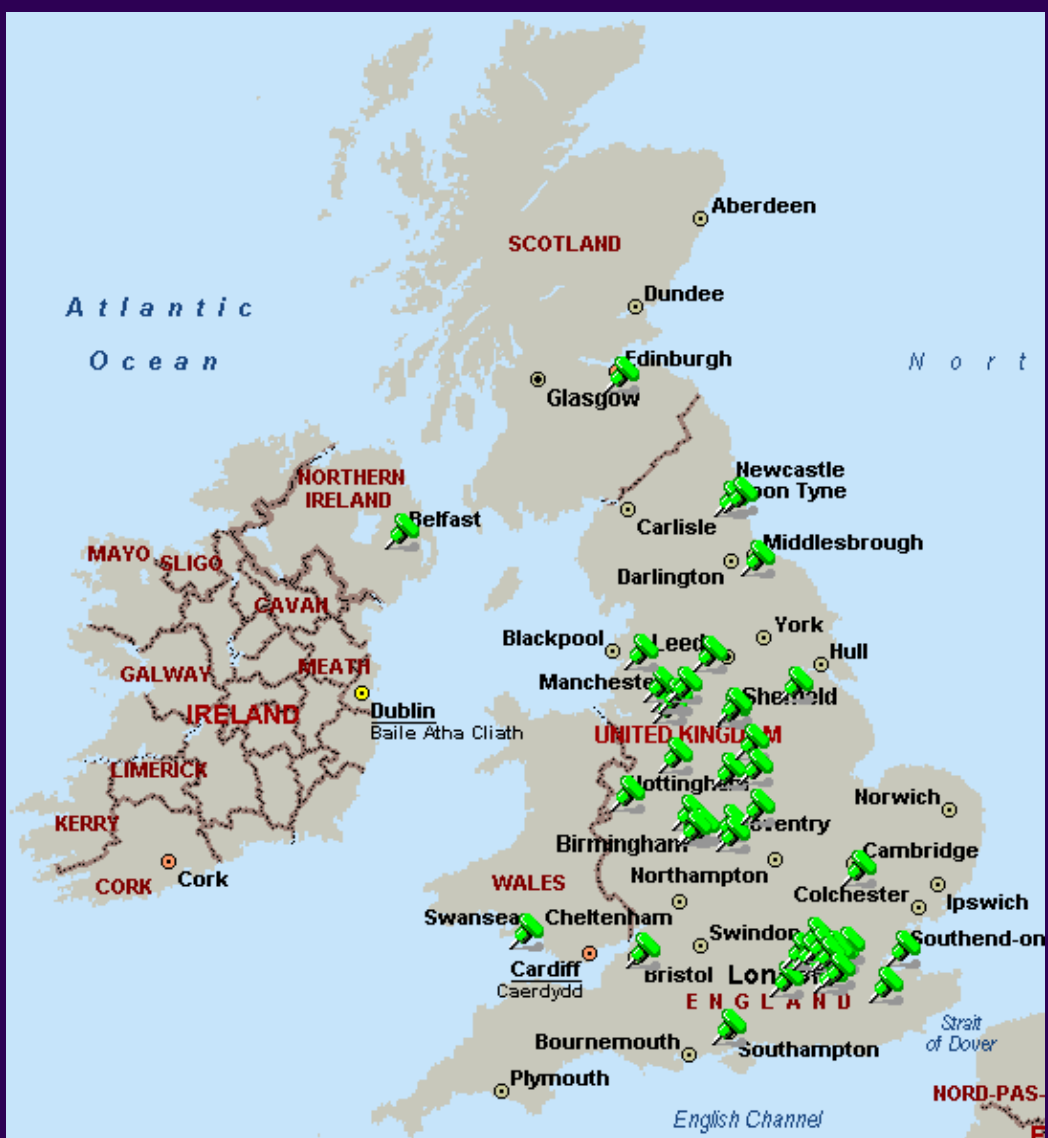 Aberdeen
SCOTLAND
Dundee
Atlantic
Ocean
Edinburgh
Nort
Glasgow
Newcastle
NORTHERN
IRELAND
Tyne
Belfast
Carlisle
Middlesbrough
MAYO
SLIGO
Darlington
CAVAN
York
Blackpool
Hull
MEATH
GALWAY
Dublin
IRELAND
Baile Atha Cliath
UNITED KINGDOM
LIMERICK
Norwich
KERRY
Birmingham
Cambridge
CORK
Cork
WALES
Northampton
Colchester
Ipswich
Swansea
Cheltenham
Swindon
Southend-on
Cardiff
Bristol
Caerdydd
ENGLAND
Strait
of Dover
Bournemouth
Southampton
Plymouth
NORD-PAS-
English Channel